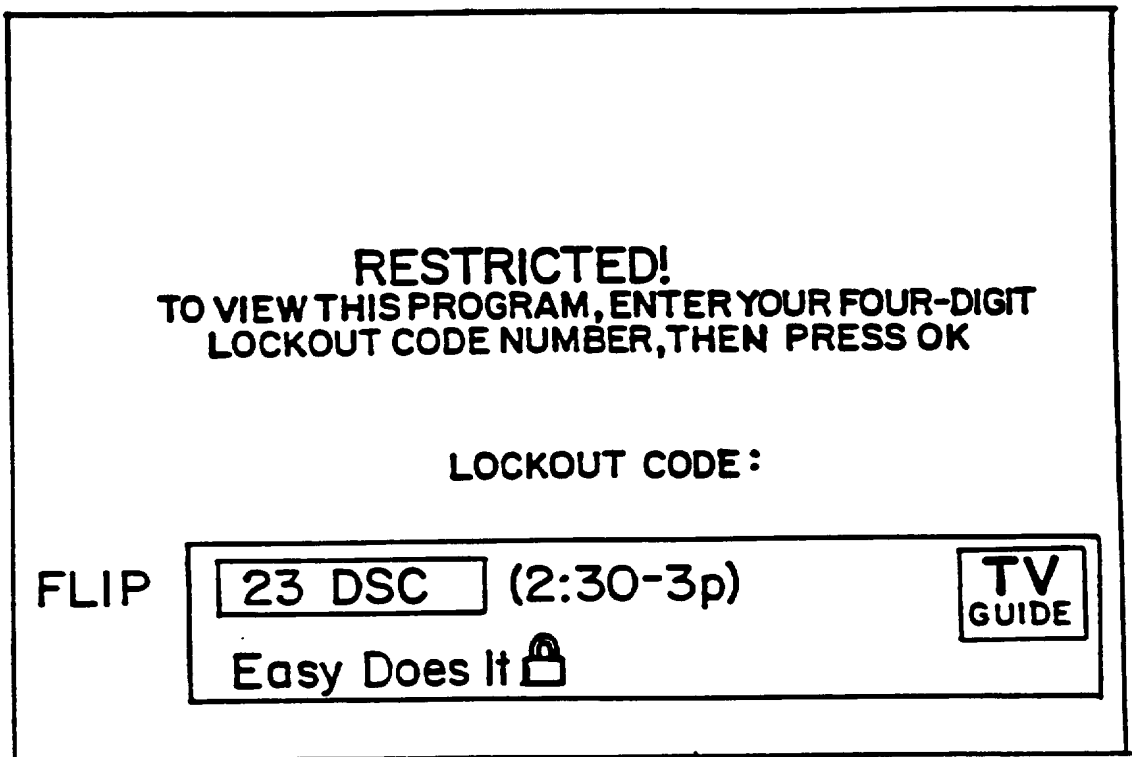 RESTRICTED!
TO VIEW THIS PROGRAM, ENTER YOUR FOUR-DIGIT
LOCKOUT CODE NUMBER, THEN PRESS OK
LOCKOUT CODE:
FLIP
23 DSC (2:30-3p)
TV
GUIDE
Easy Does It